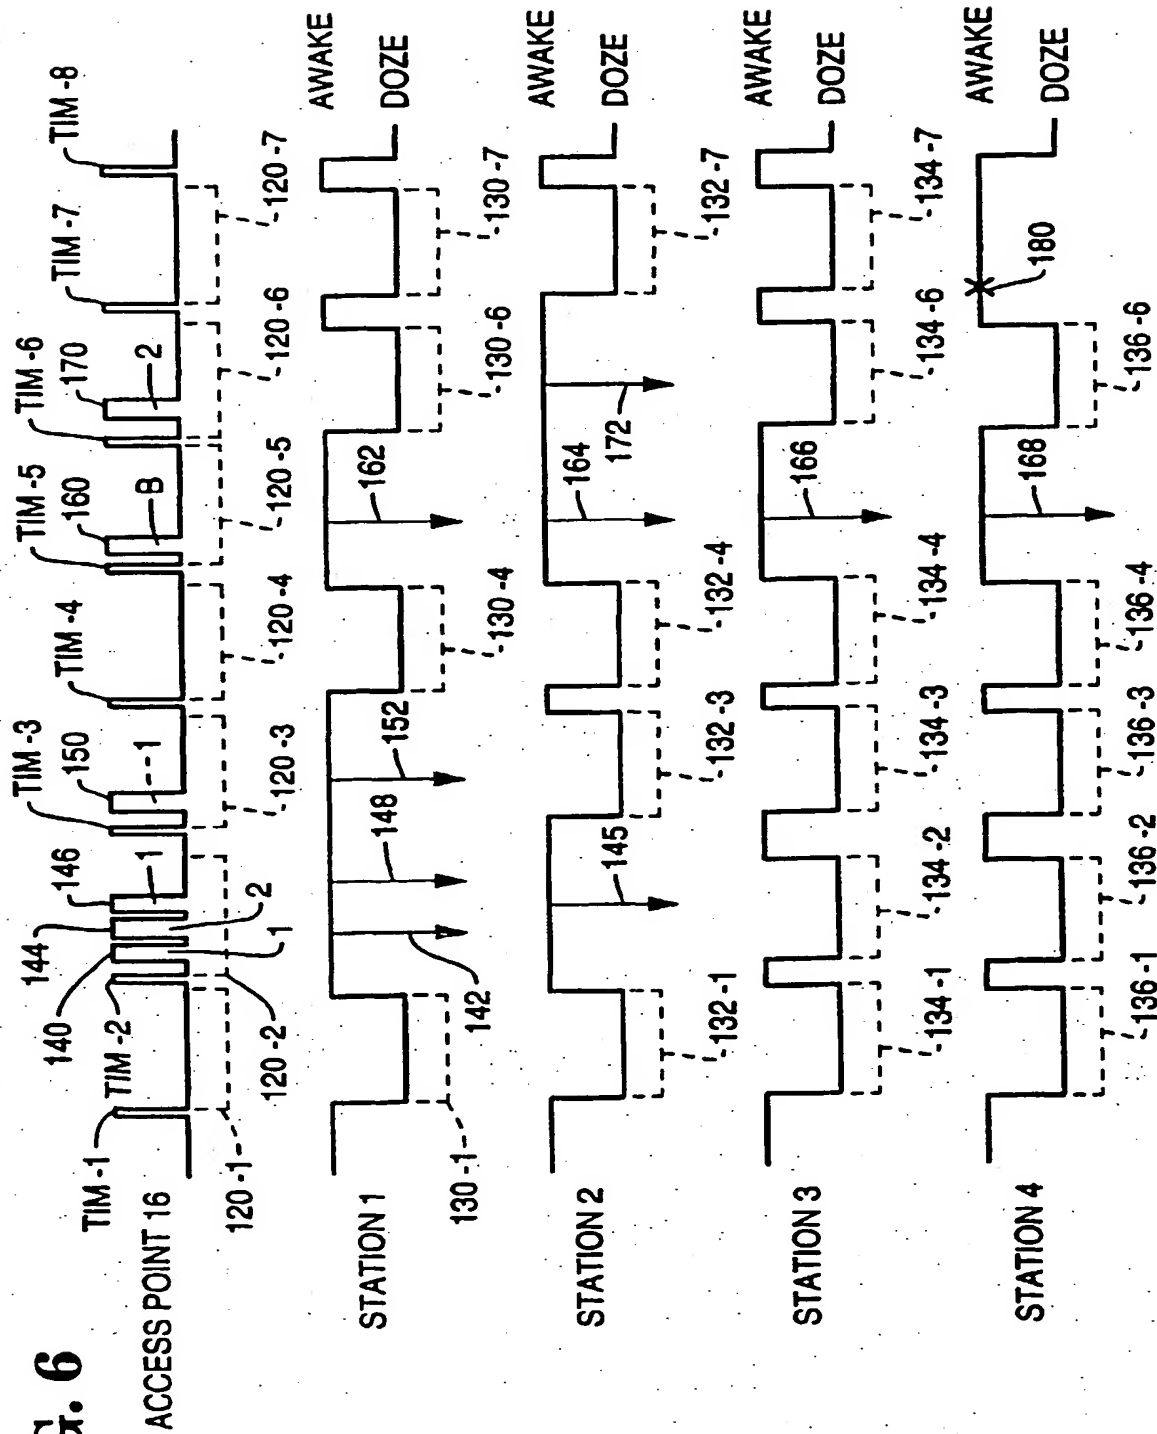 G. 6
TIM -1
TIM -2
TIM -3
TIM -4
TIM -5
TIM -6
TIM -7
TIM -8
140
144
146
150
160
170
ACCESS POINT 16
1
2
1
1
B
2
120 -1
120 -2
120 -3
120 -4
120 -5
120 -6
120 -7
STATION 1
AWAKE
DOZE
142
148
152
162
130 -1
130 -4
130 -6
130 -7
STATION 2
AWAKE
DOZE
145
164
172
132 -1
132 -3
132 -4
132 -7
STATION 3
AWAKE
DOZE
166
134 -1
134 -2
134 -3
134 -4
134 -6
134 -7
STATION 4
AWAKE
DOZE
168
180
136 -1
136 -2
136 -3
136 -4
136 -6